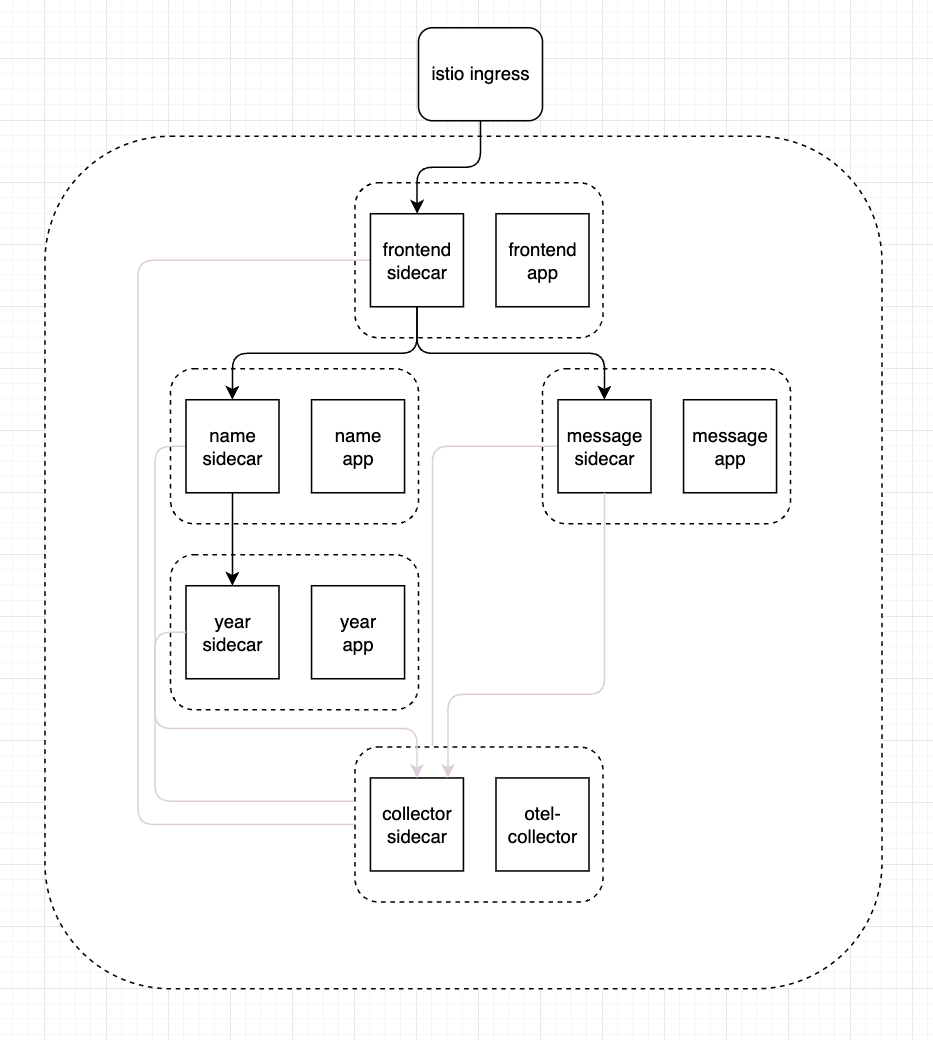 istio ingress
frontend
sidecar
frontend
app
name
sidecar
name
app
message
sidecar
message
app
year
sidecar
year
app
collector
sidecar
otel-
collector